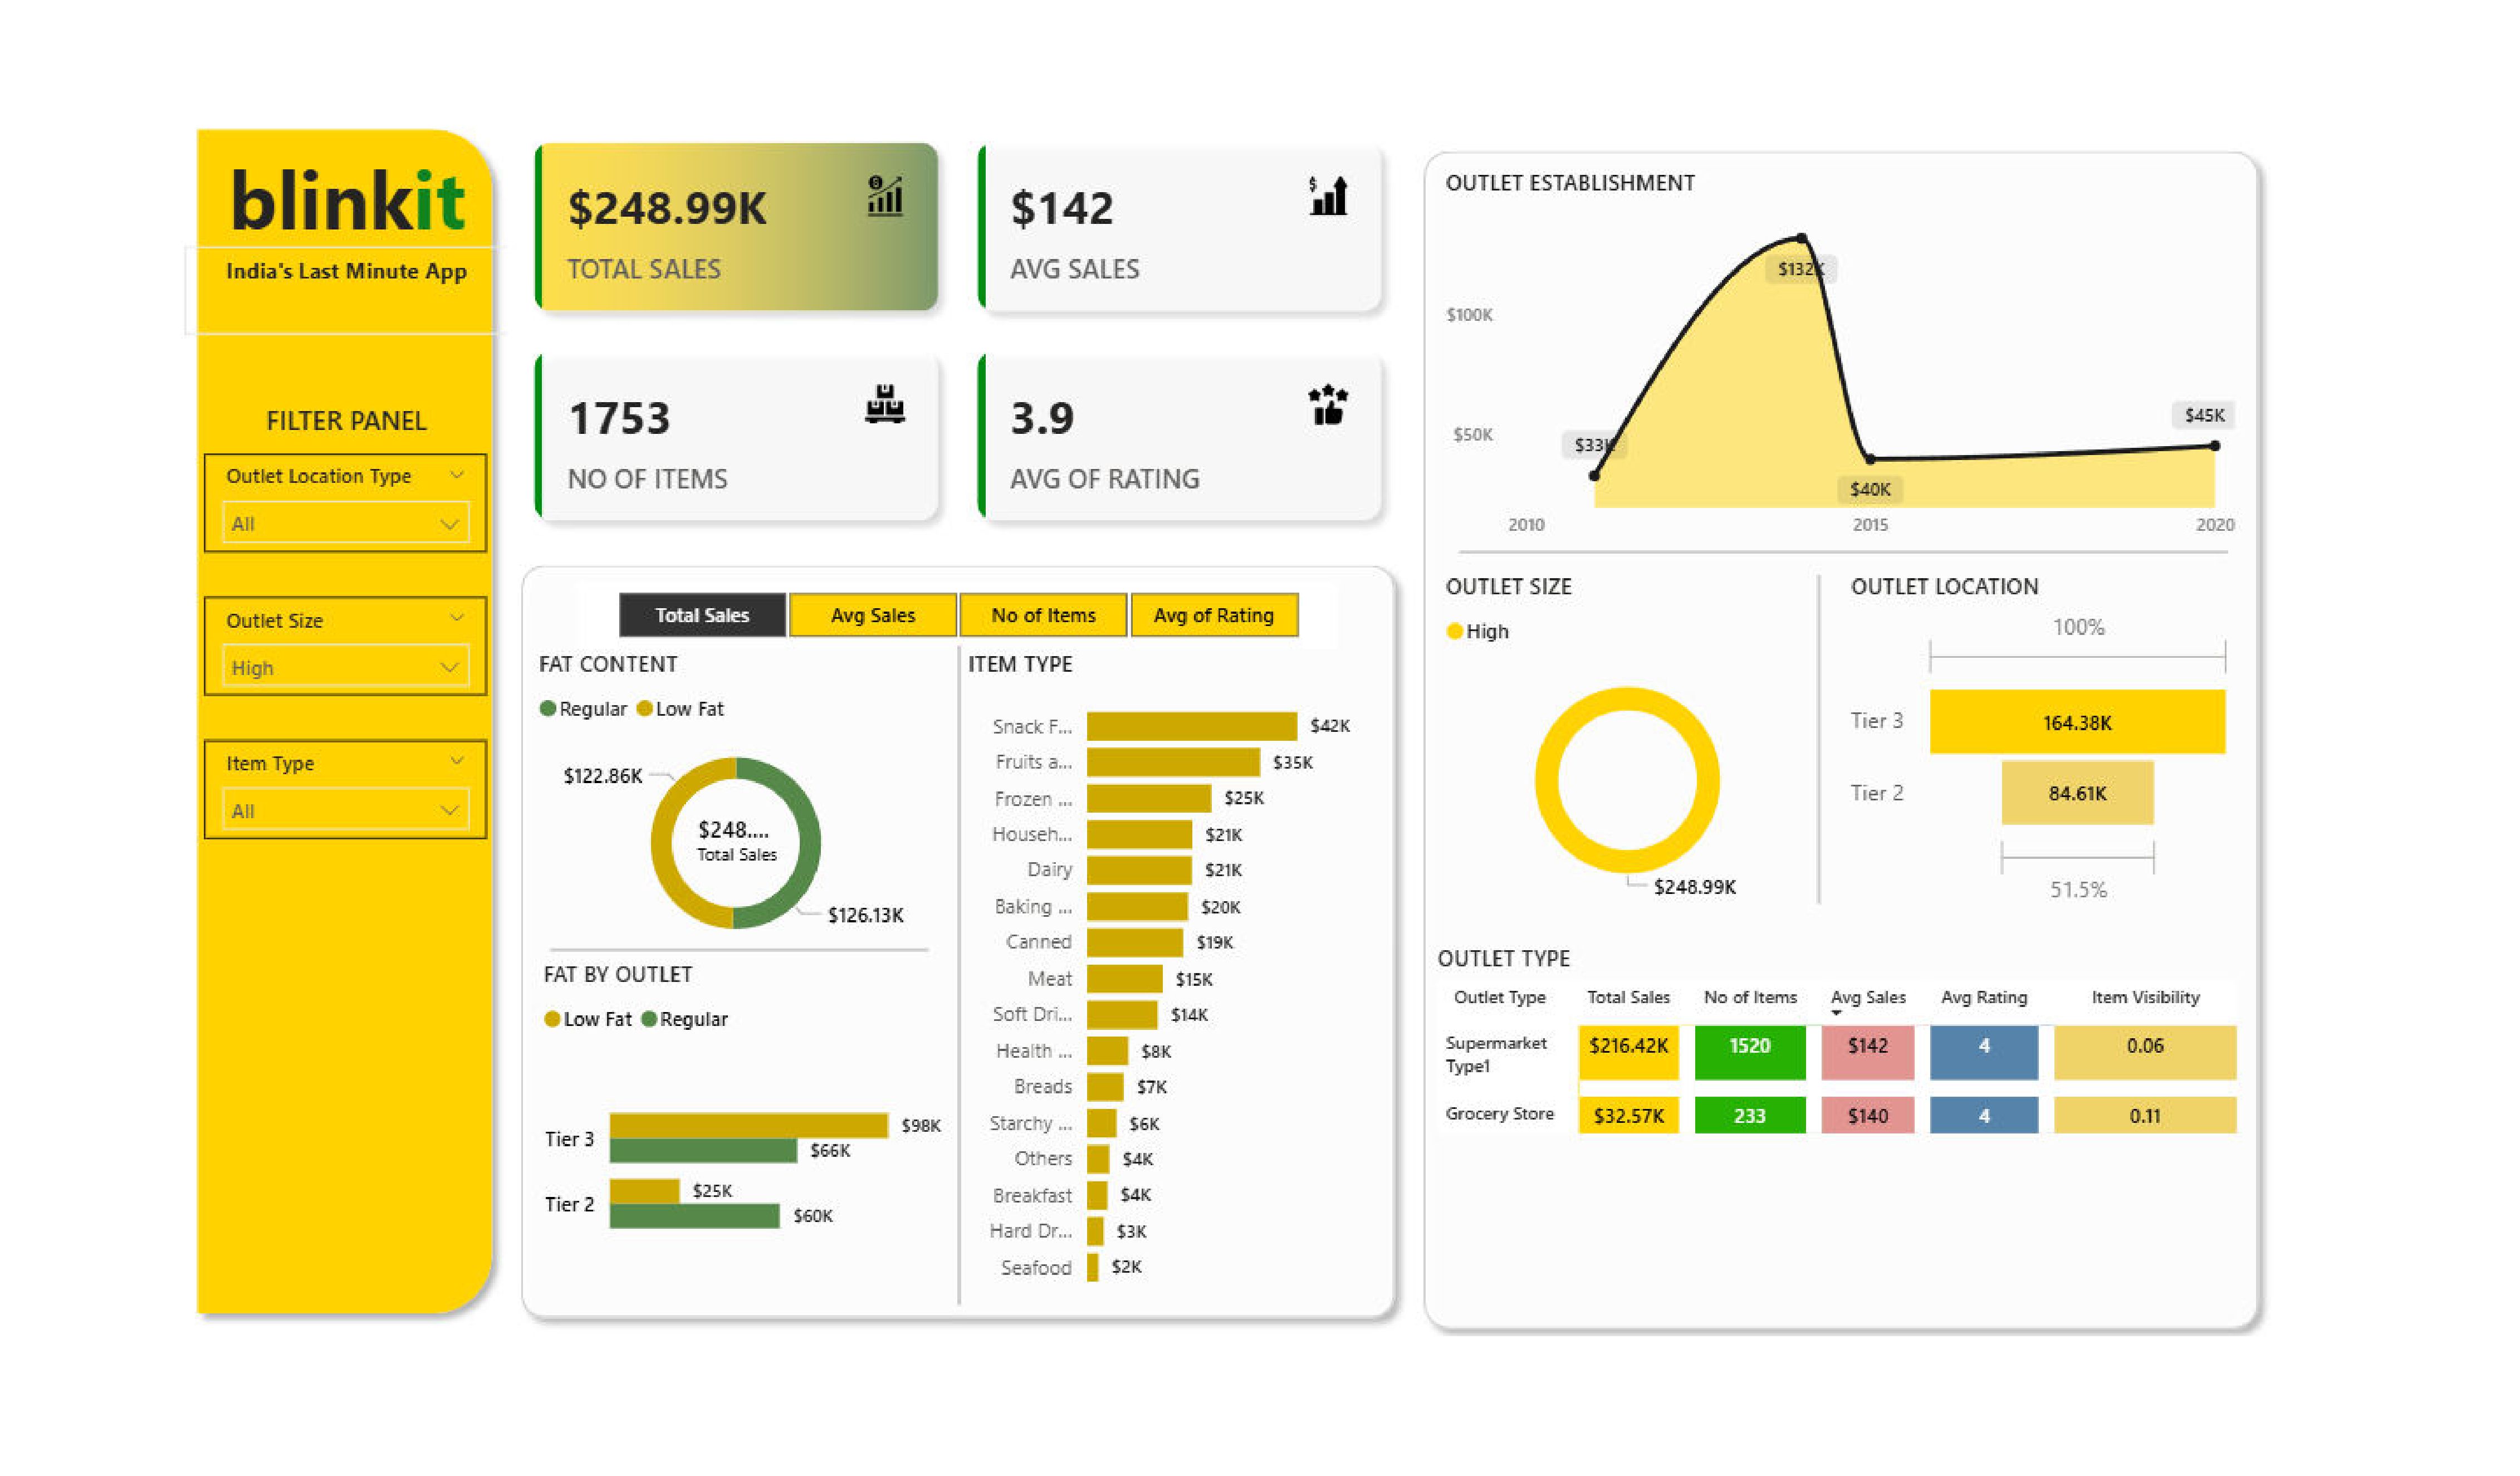 blinkit
India's Last Minute App
FILTER PANEL
Outlet Location Type
All
Outlet Size
High
Item Type
All
$248.99K
TOTAL SALES
$142
AVG SALES
1753
NO OF ITEMS
3.9
AVG OF RATING
Total Sales Avg Sales No of Items Avg of Rating
FAT CONTENT
Regular Low Fat
$122.86K
$248....
Total Sales
$126.13K
FAT BY OUTLET
Low Fat Regular
Tier 3 $98K
$66K
Tier 2 $25K
$60K
ITEM TYPE
Snack F... $42K
Fruits a... $35K
Frozen ... $25K
Househ... $21K
Dairy $21K
Baking ... $20K
Canned $19K
Meat $15K
Soft Dri... $14K
Health ... $8K
Breads $7K
Starchy ... $6K
Others $4K
Breakfast $4K
Hard Dr... $3K
Seafood $2K
OUTLET ESTABLISHMENT
$132K
$100K
$50K
$33K
$45K
$40K
2010 2015 2020
OUTLET SIZE
High
$248.99K
OUTLET LOCATION
100%
Tier 3 164.38K
Tier 2 84.61K
51.5%
OUTLET TYPE
Outlet Type Total Sales No of Items Avg Sales Avg Rating Item Visibility
Supermarket
Type1 $216.42K 1520 $142 4 0.06
Grocery Store $32.57K 233 $140 4 0.11